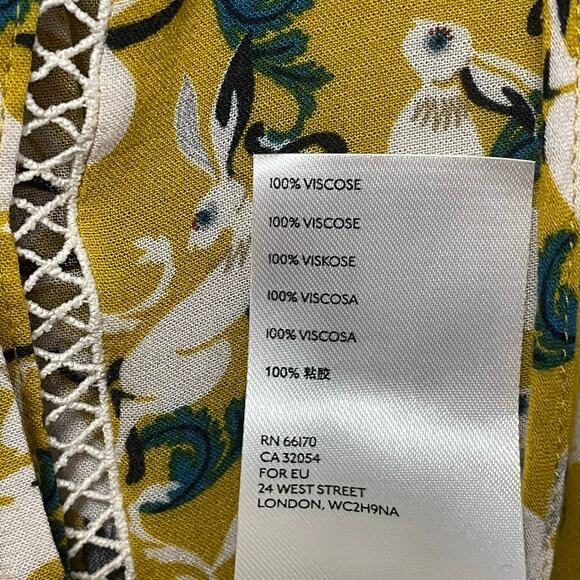 100% VISCOSE
100% VISCOSE
100% VISKOSE
100% VISCOSA
100% VISCOSA
100% 粘胶
RN 66170
CA 32054
FOR EU
24 WEST STREET
LONDON, WC2H9NA